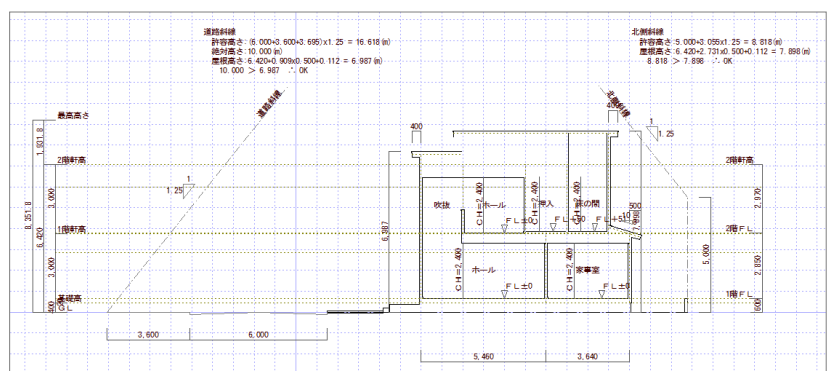 道路斜線
許容高さ:(6.000+3.600+3.695)x1.25 = 16.618(m)
絶対高さ:10.000(m)
屋根高さ:6.420+0.909x0.500+0.112 = 6.987(m)
10.000 > 6.987 ∴ OK
北側斜線
許容高さ:5.000+3.055x1.25 = 8.818(m)
屋根高さ:6.420+2.731x0.500+0.112 = 7.898(m)
8.818 > 7.898 ∴ OK
道路斜線
北側斜線
最高高さ
400
400
1
1.25
1,931.8
2階軒高
2階軒高
1
1.25
3,000
8,351.8
6,420
6,987
吹抜
ホール
押入
床の間
CH=2,400
CH=2,400
CH=2,400
FL±0
500
10
7,898
2,970
5,000
1階軒高
2階FL
3,000
ホール
家事室
CH=2,400
CH=2,400
2,850
FL±0
FL±0
基礎高
1階FL
400
GL
600
3,600
6,000
5,460
3,640